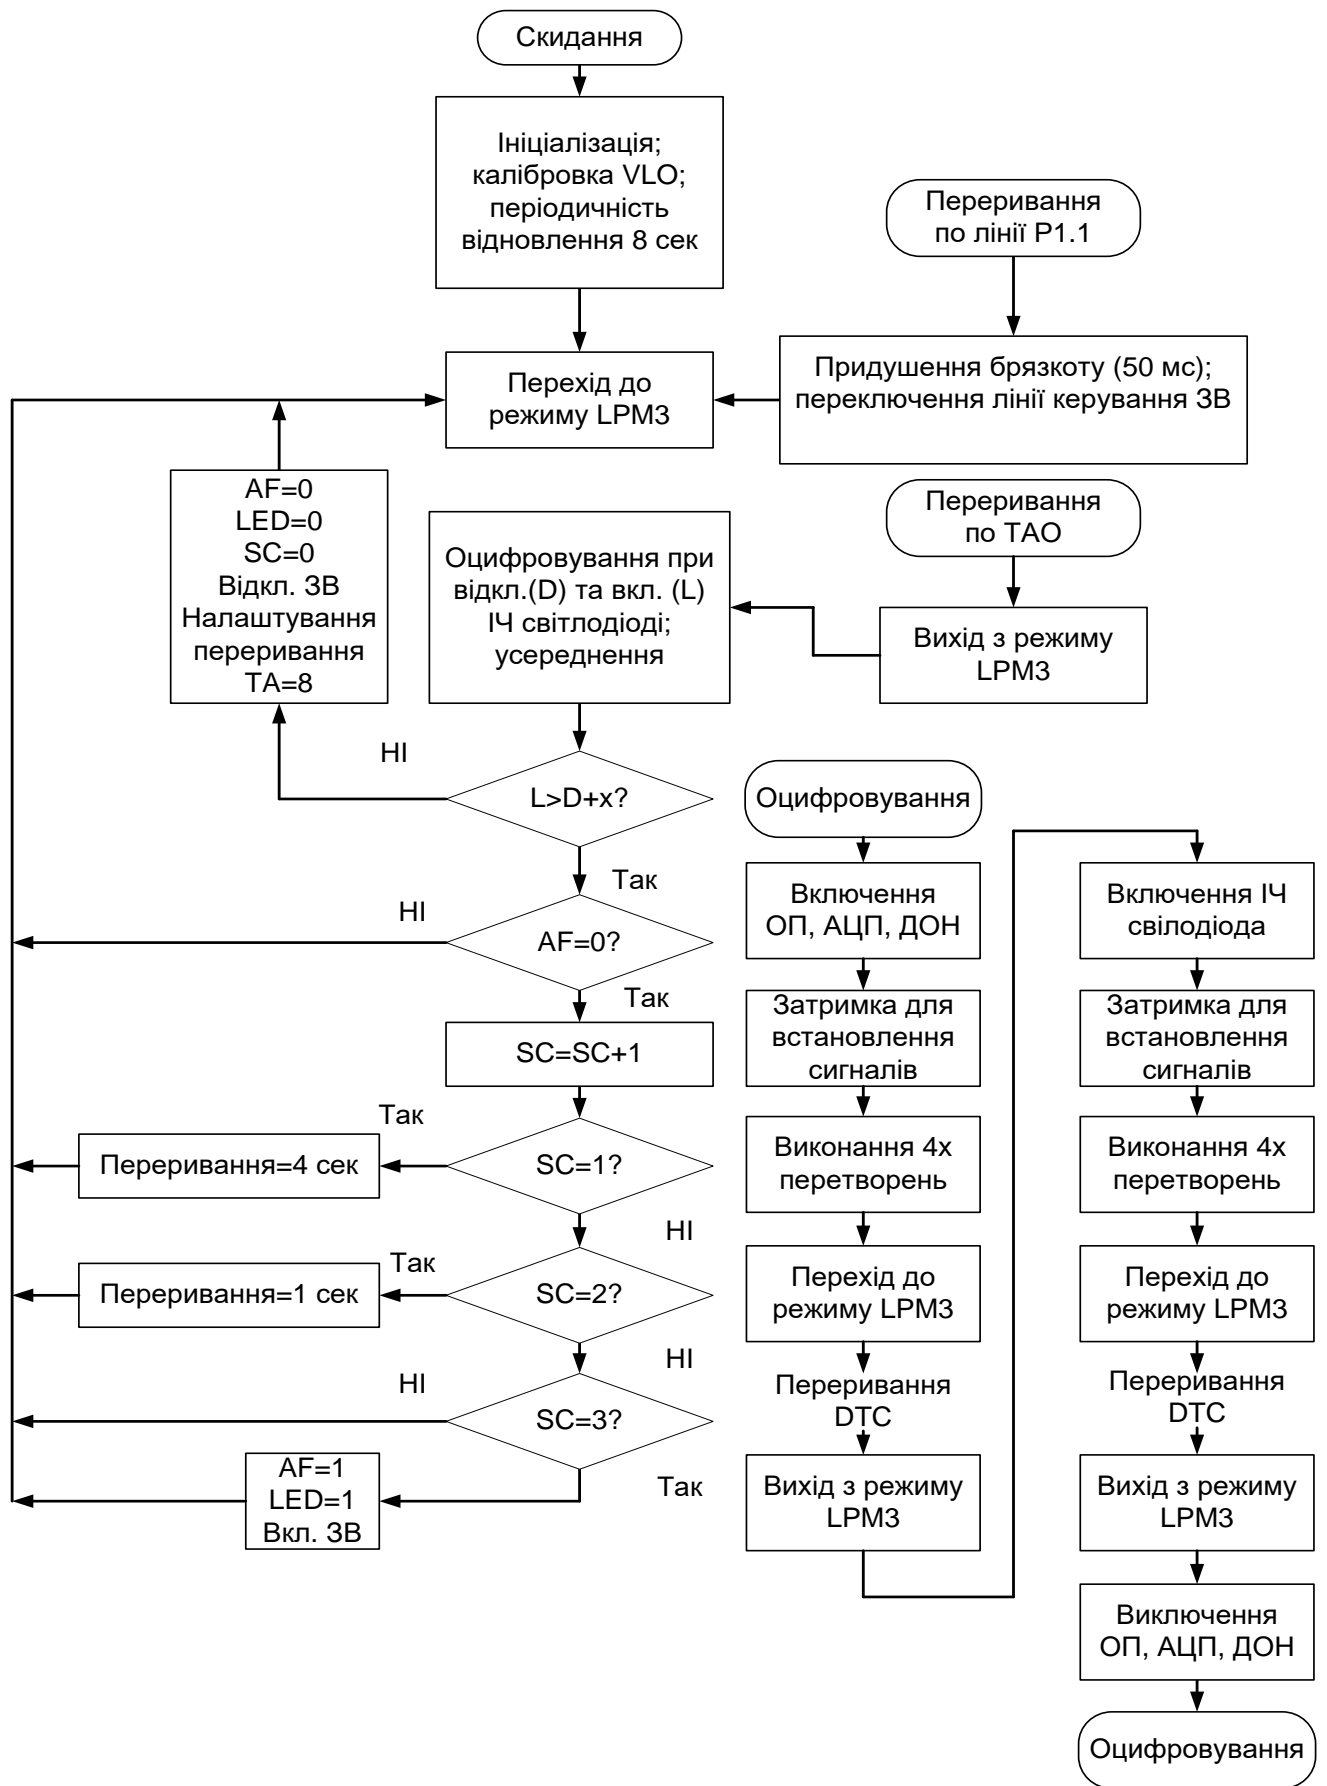 Скидання
Ініціалізація;
калібровка VLO;
періодичність
відновлення 8 сек
Переривання
по лінії P1.1
Придушення брязкоту (50 мс);
переключення лінії керування ЗВ
Перехід до
режиму LPM3
AF=0
LED=0
SC=0
Відкл. ЗВ
Налаштування
переривання
TA=8
Оцифровування при
відкл.(D) та вкл. (L)
ІЧ світлодіоді;
усереднення
Переривання
по ТАО
Вихід з режиму
LPM3
НІ
L>D+x?
Так
НІ
AF=0?
Так
SC=SC+1
Так
Переривання=4 сек
SC=1?
НІ
Так
Переривання=1 сек
SC=2?
НІ
НІ
SC=3?
Так
AF=1
LED=1
Вкл. ЗВ
Оцифровування
Включення
ОП, АЦП, ДОН
Затримка для
встановлення
сигналів
Виконання 4х
перетворень
Перехід до
режиму LPM3
Переривання
DTC
Вихід з режиму
LPM3
Включення ІЧ
свілодіода
Затримка для
встановлення
сигналів
Виконання 4х
перетворень
Перехід до
режиму LPM3
Переривання
DTC
Вихід з режиму
LPM3
Виключення
ОП, АЦП, ДОН
Оцифровування